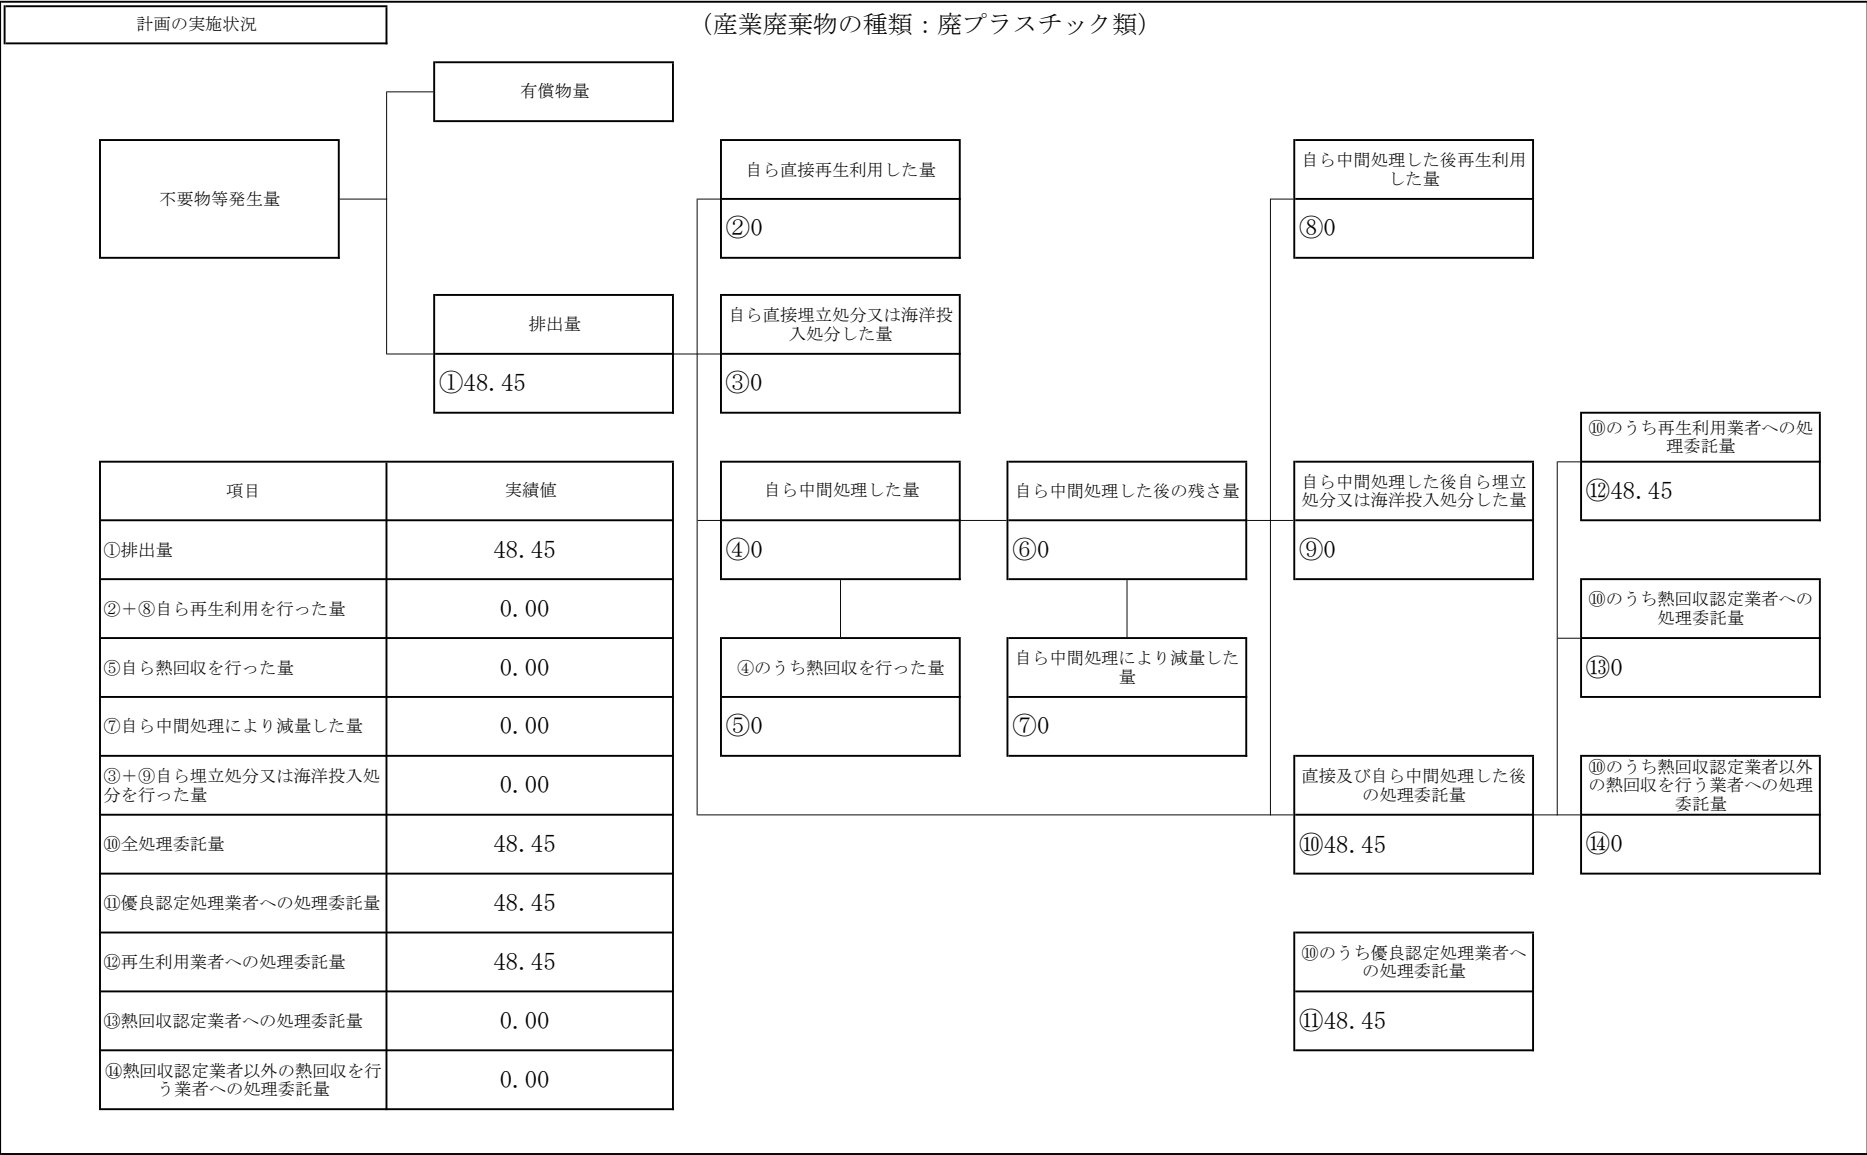 計画の実施状況
（産業廃棄物の種類：廃プラスチック類）
有償物量
不要物等発生量
自ら直接再生利用した量
②0
自ら中間処理した後再生利用
した量
⑧0
排出量
①48.45
自ら直接埋立処分又は海洋投
入処分した量
③0
⑩のうち再生利用業者への処
理委託量
⑫48.45
項目
実績値
①排出量
48.45
②＋⑧自ら再生利用を行った量
0.00
⑤自ら熱回収を行った量
0.00
⑦自ら中間処理により減量した量
0.00
③＋⑨自ら埋立処分又は海洋投入処
分を行った量
0.00
⑩全処理委託量
48.45
⑪優良認定処理業者への処理委託量
48.45
⑫再生利用業者への処理委託量
48.45
⑬熱回収認定業者への処理委託量
0.00
⑭熱回収認定業者以外の熱回収を行
う業者への処理委託量
0.00
自ら中間処理した量
④0
自ら中間処理した後の残さ量
⑥0
自ら中間処理した後自ら埋立
処分又は海洋投入処分した量
⑨0
④のうち熱回収を行った量
⑤0
自ら中間処理により減量した
量
⑦0
⑩のうち熱回収認定業者への
処理委託量
⑬0
直接及び自ら中間処理した後
の処理委託量
⑩48.45
⑩のうち熱回収認定業者以外
の熱回収を行う業者への処理
委託量
⑭0
⑩のうち優良認定処理業者へ
の処理委託量
⑪48.45